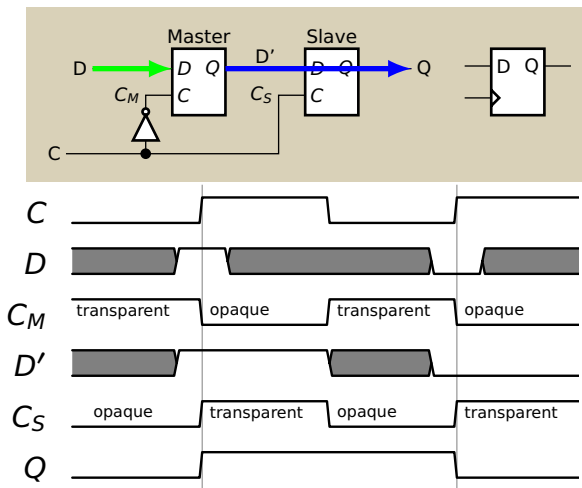 Master Slave
D D Q D' D Q Q D Q
C_M C C_S C
C
C
D
C_M transparent opaque transparent opaque
D'
C_S opaque transparent opaque transparent
Q